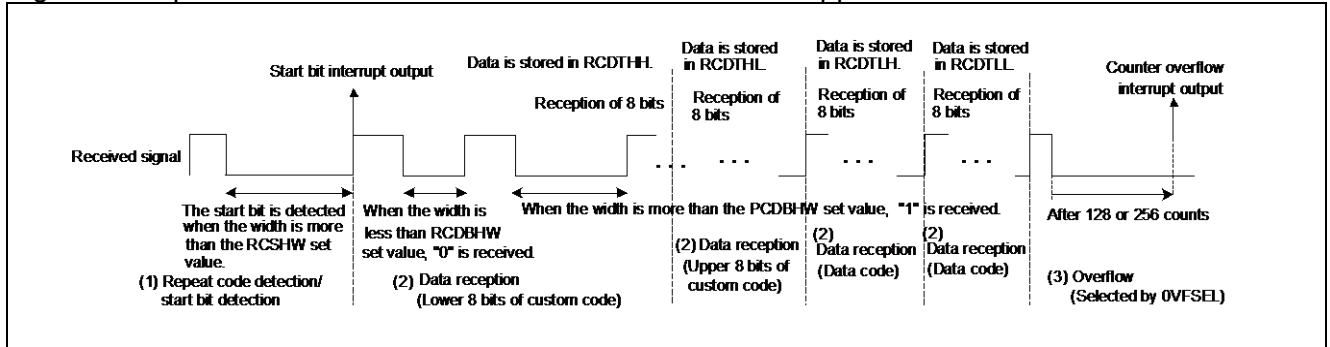 Start bit interrupt output
Data is stored in RCDTHH.
Reception of 8 bits
Data is stored
in RCDTHL.
Reception of
8 bits
Data is stored
in RCDTLH.
Reception of
8 bits
Data is stored
in RCDTLL.
Reception of
8 bits
Counter overflow
interrupt output
Received signal
. . .
. . .
. . .
. . .
The start bit is detected
when the width is more
than the RCSHW set
value.
(1) Repeat code detection/
start bit detection
When the width is
less than RCDBHW
set value, "0" is received.
When the width is more than the PCDBHW set value, "1" is received.
(2) Data reception
(Lower 8 bits of custom code)
(2) Data reception
(Upper 8 bits of
custom code)
(2)
Data reception
(Data code)
(2)
Data reception
(Data code)
After 128 or 256 counts
(3) Overflow
(Selected by 0VFSEL)